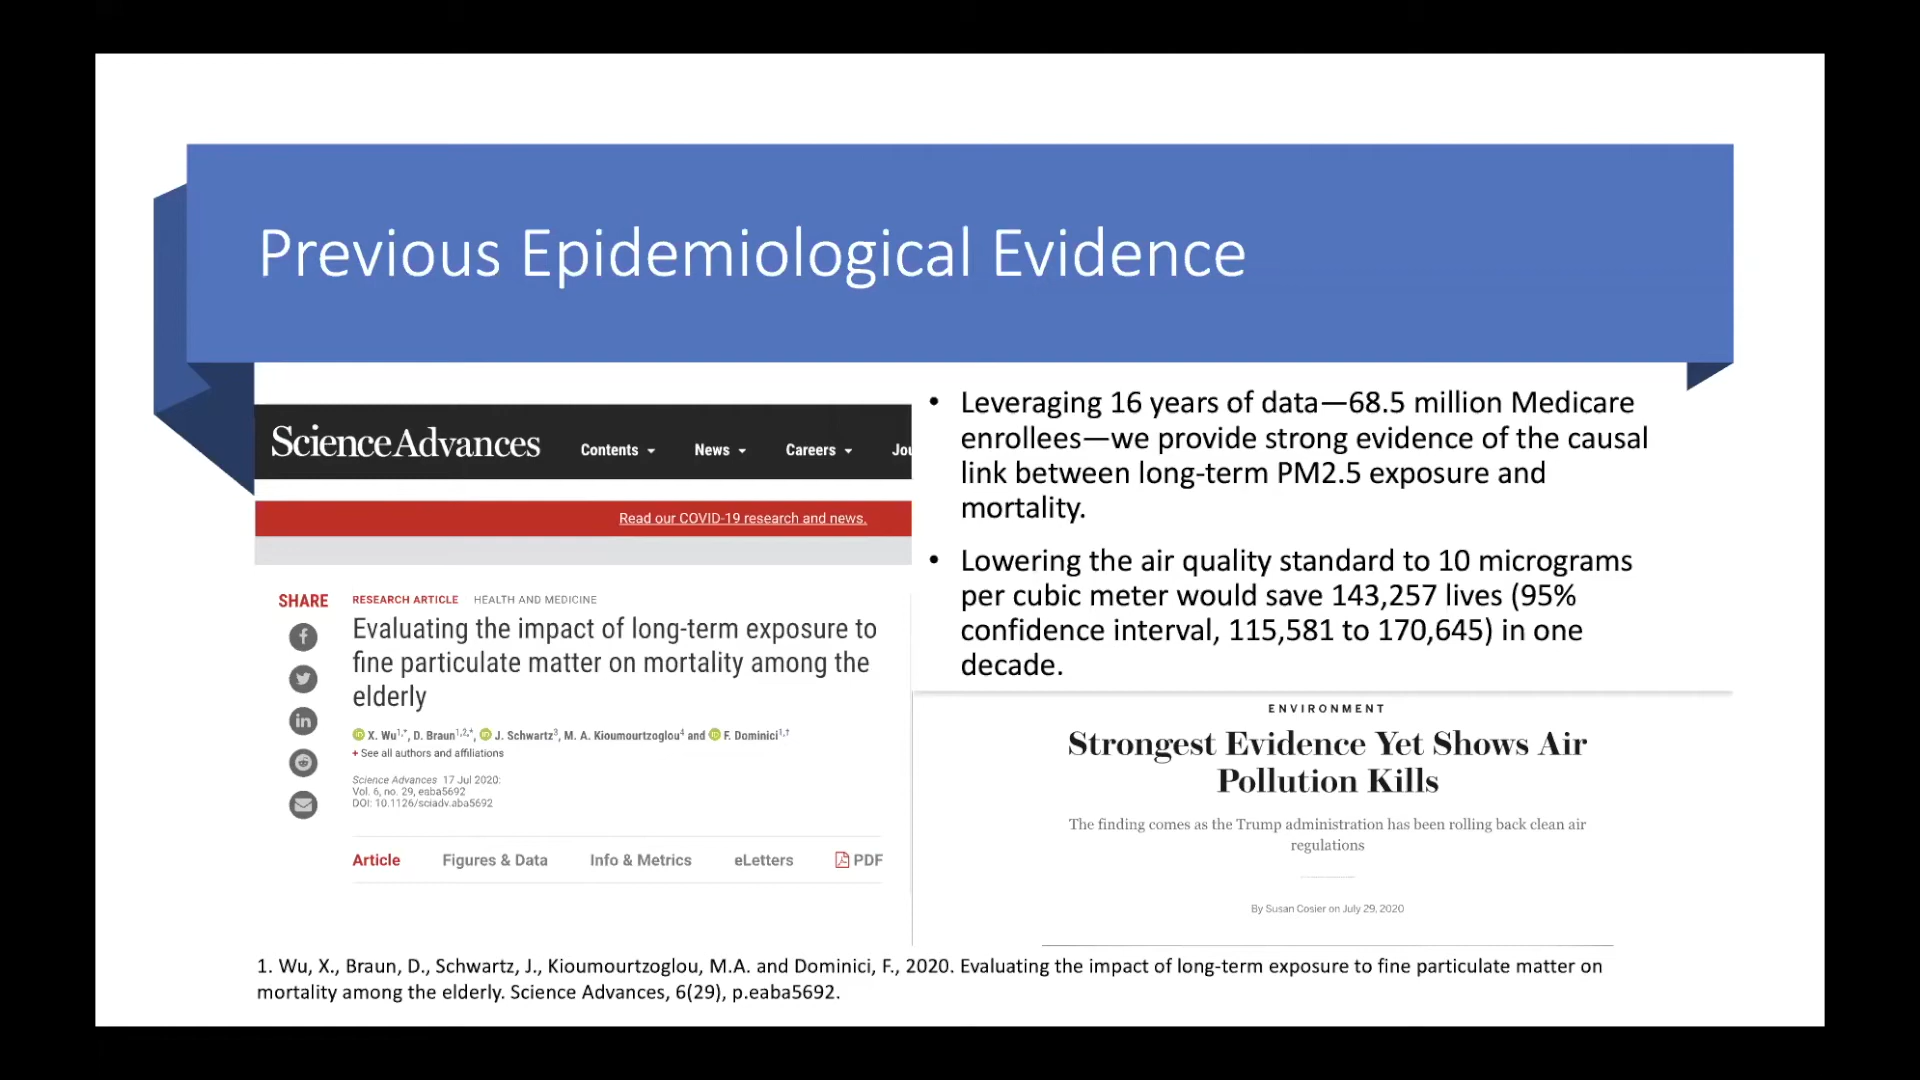 Previous Epidemiological Evidence
ScienceAdvances
Contents News Careers Jou
Read our COVID-19 research and news.
SHARE
RESEARCH ARTICLE HEALTH AND MEDICINE
Evaluating the impact of long-term exposure to
fine particulate matter on mortality among the
elderly
X. Wu1,*, D. Braun1,2,*, J. Schwartz3, M. A. Kioumourtzoglou4 and F. Dominici1,†
+ See all authors and affiliations
Science Advances 17 Jul 2020:
Vol. 6, no. 29, eaba5692
DOI: 10.1126/sciadv.aba5692
Article Figures & Data Info & Metrics eLetters PDF
• Leveraging 16 years of data—68.5 million Medicare
enrollees—we provide strong evidence of the causal
link between long-term PM2.5 exposure and
mortality.
• Lowering the air quality standard to 10 micrograms
per cubic meter would save 143,257 lives (95%
confidence interval, 115,581 to 170,645) in one
decade.
ENVIRONMENT
Strongest Evidence Yet Shows Air
Pollution Kills
The finding comes as the Trump administration has been rolling back clean air
regulations
By Susan Cosier on July 29, 2020
1. Wu, X., Braun, D., Schwartz, J., Kioumourtzoglou, M.A. and Dominici, F., 2020. Evaluating the impact of long-term exposure to fine particulate matter on
mortality among the elderly. Science Advances, 6(29), p.eaba5692.